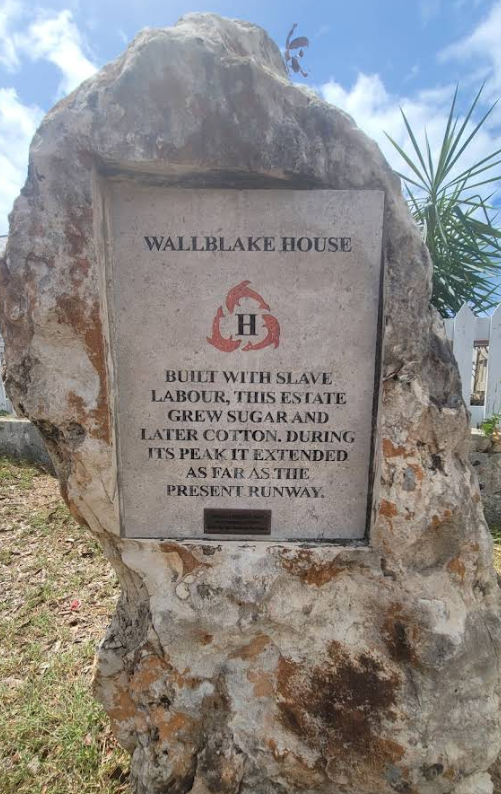 WALLBLAKE HOUSE
H
BUILT WITH SLAVE
LABOUR, THIS ESTATE
GREW SUGAR AND
LATER COTTON. DURING
ITS PEAK IT EXTENDED
AS FAR AS THE
PRESENT RUNWAY.